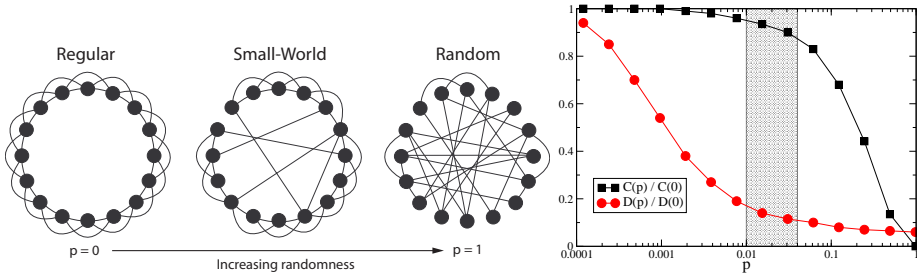 Regular
Small-World
Random
p = 0
p = 1
Increasing randomness
1
0.8
0.6
0.4
0.2
0
C(p) / C(0)
D(p) / D(0)
0.0001
0.001
0.01
0.1
1
p